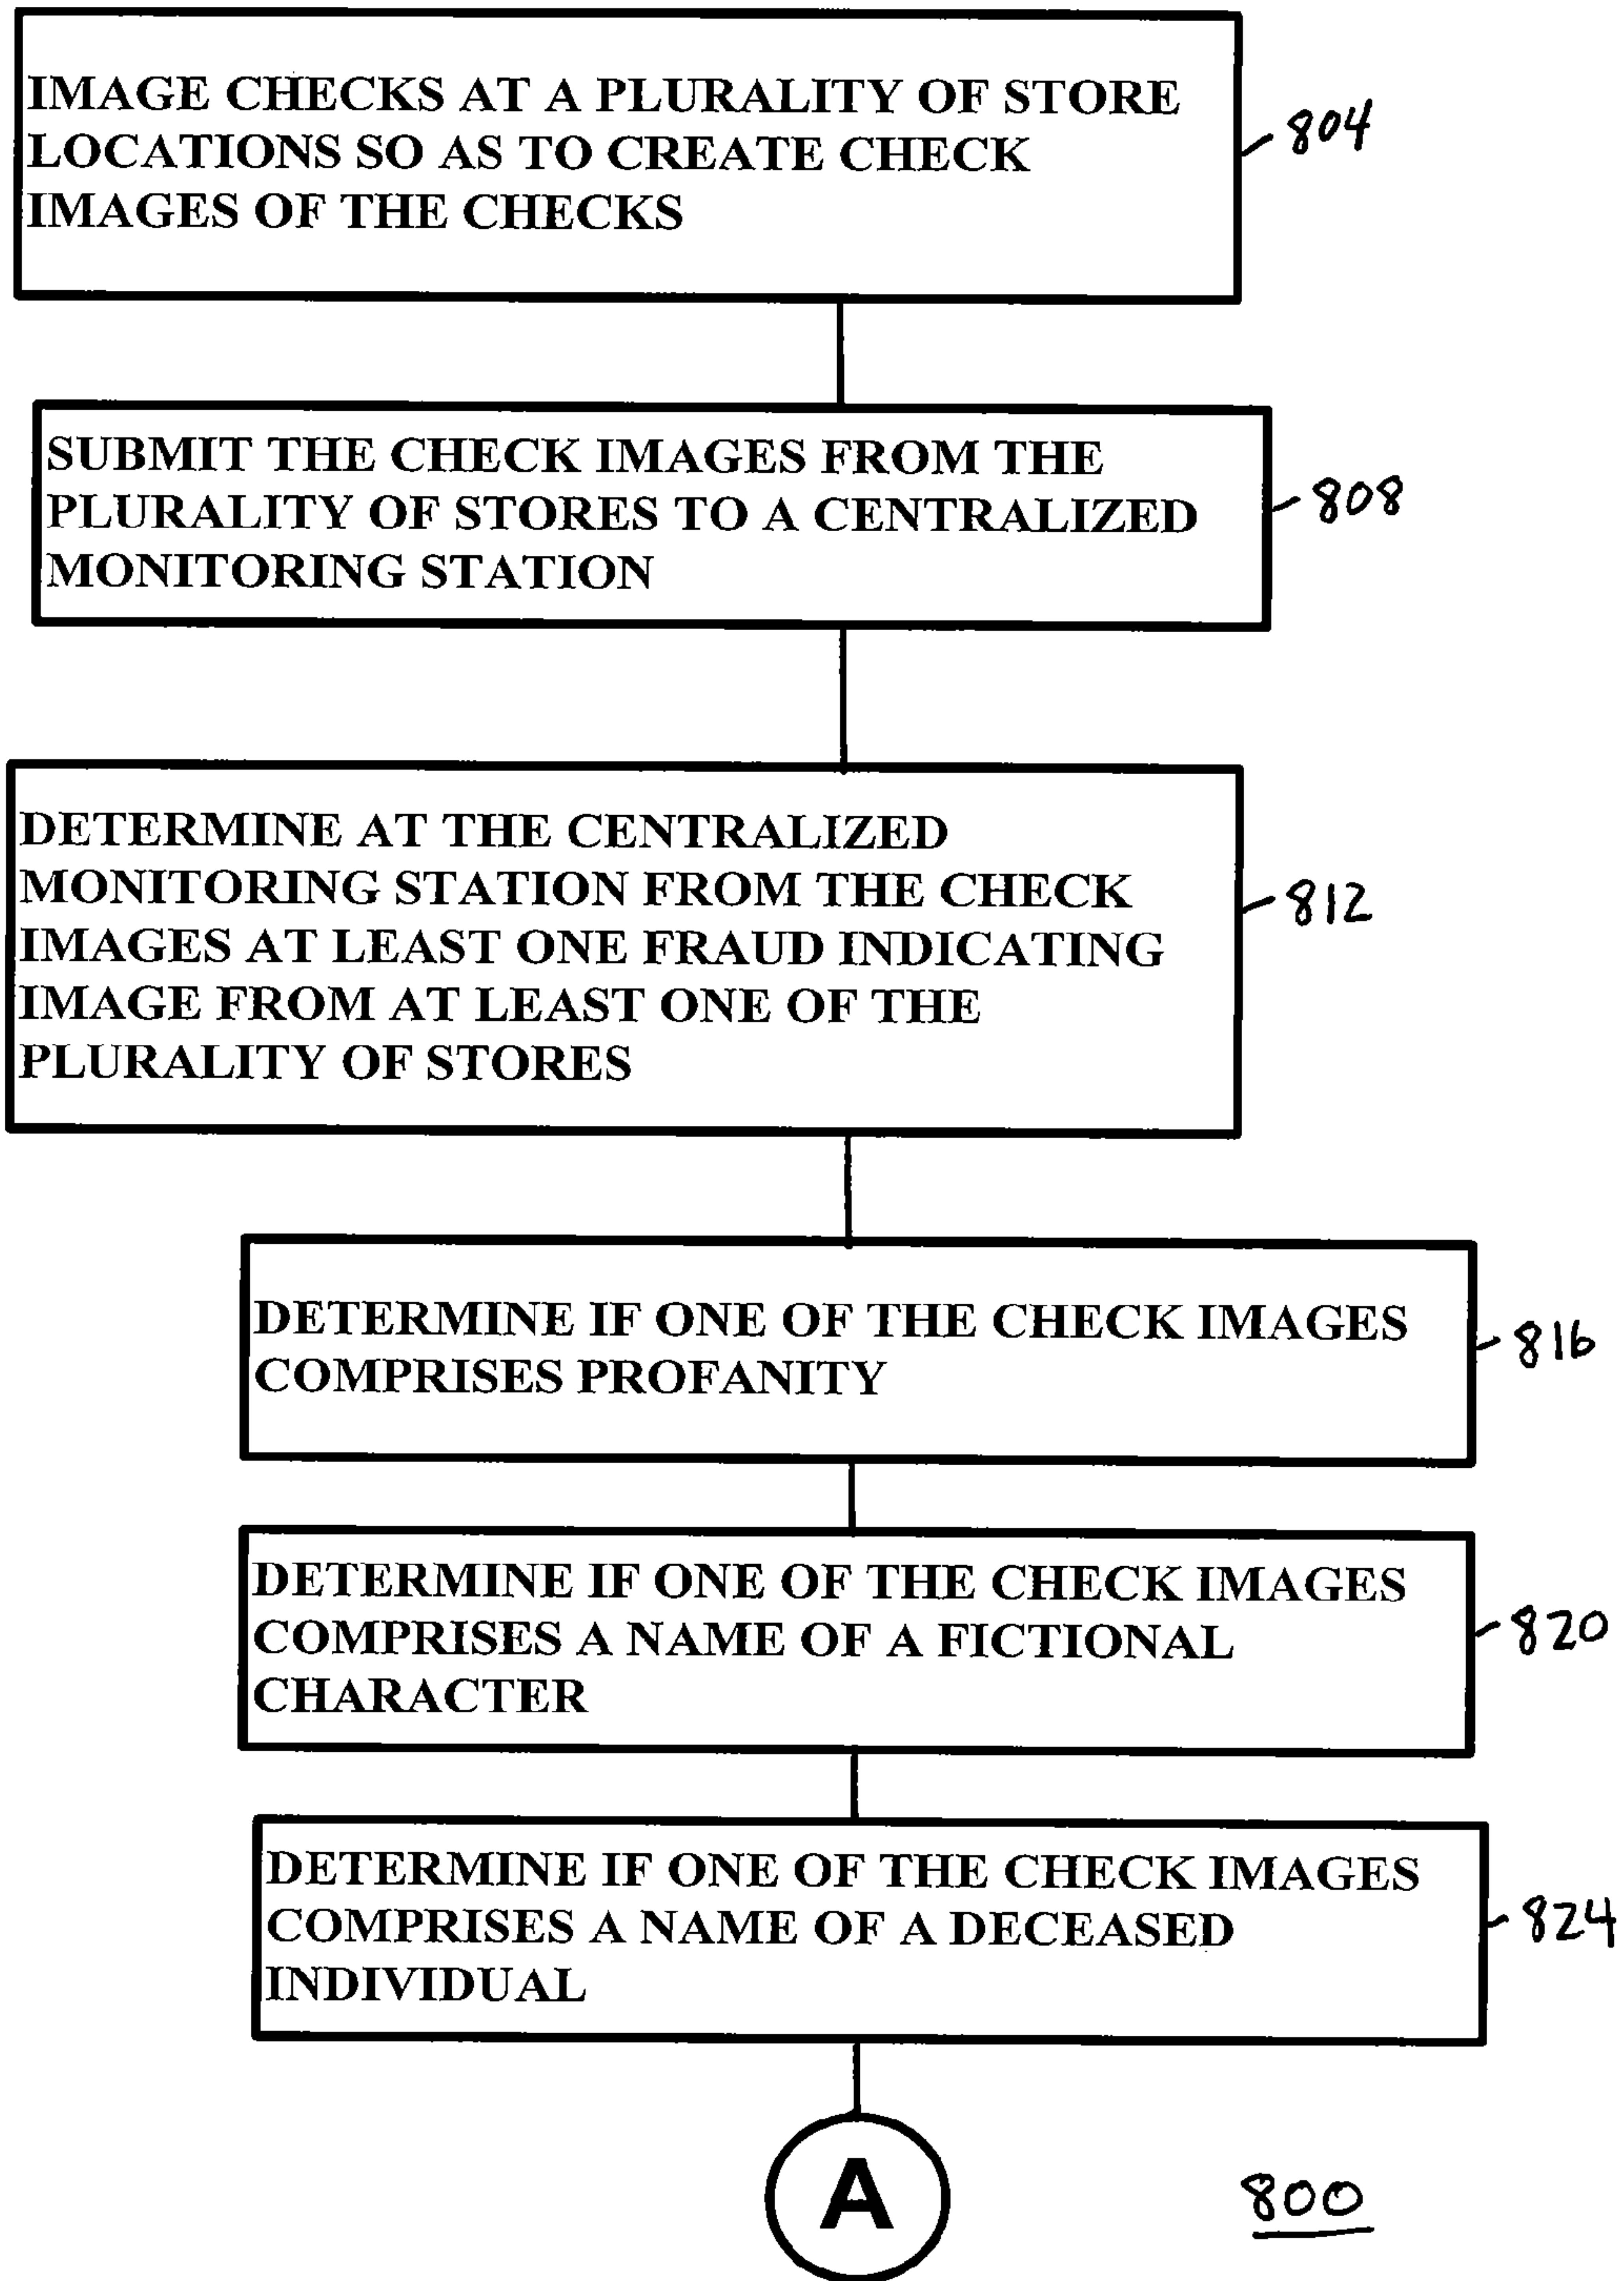 IMAGE CHECKS AT A PLURALITY OF STORE
LOCATIONS SO AS TO CREATE CHECK
IMAGES OF THE CHECKS
804
SUBMIT THE CHECK IMAGES FROM THE
PLURALITY OF STORES TO A CENTRALIZED
MONITORING STATION
808
DETERMINE AT THE CENTRALIZED
MONITORING STATION FROM THE CHECK
IMAGES AT LEAST ONE FRAUD INDICATING
IMAGE FROM AT LEAST ONE OF THE
PLURALITY OF STORES
812
DETERMINE IF ONE OF THE CHECK IMAGES
COMPRISES PROFANITY
816
DETERMINE IF ONE OF THE CHECK IMAGES
COMPRISES A NAME OF A FICTIONAL
CHARACTER
820
DETERMINE IF ONE OF THE CHECK IMAGES
COMPRISES A NAME OF A DECEASED
INDIVIDUAL
824
A
800